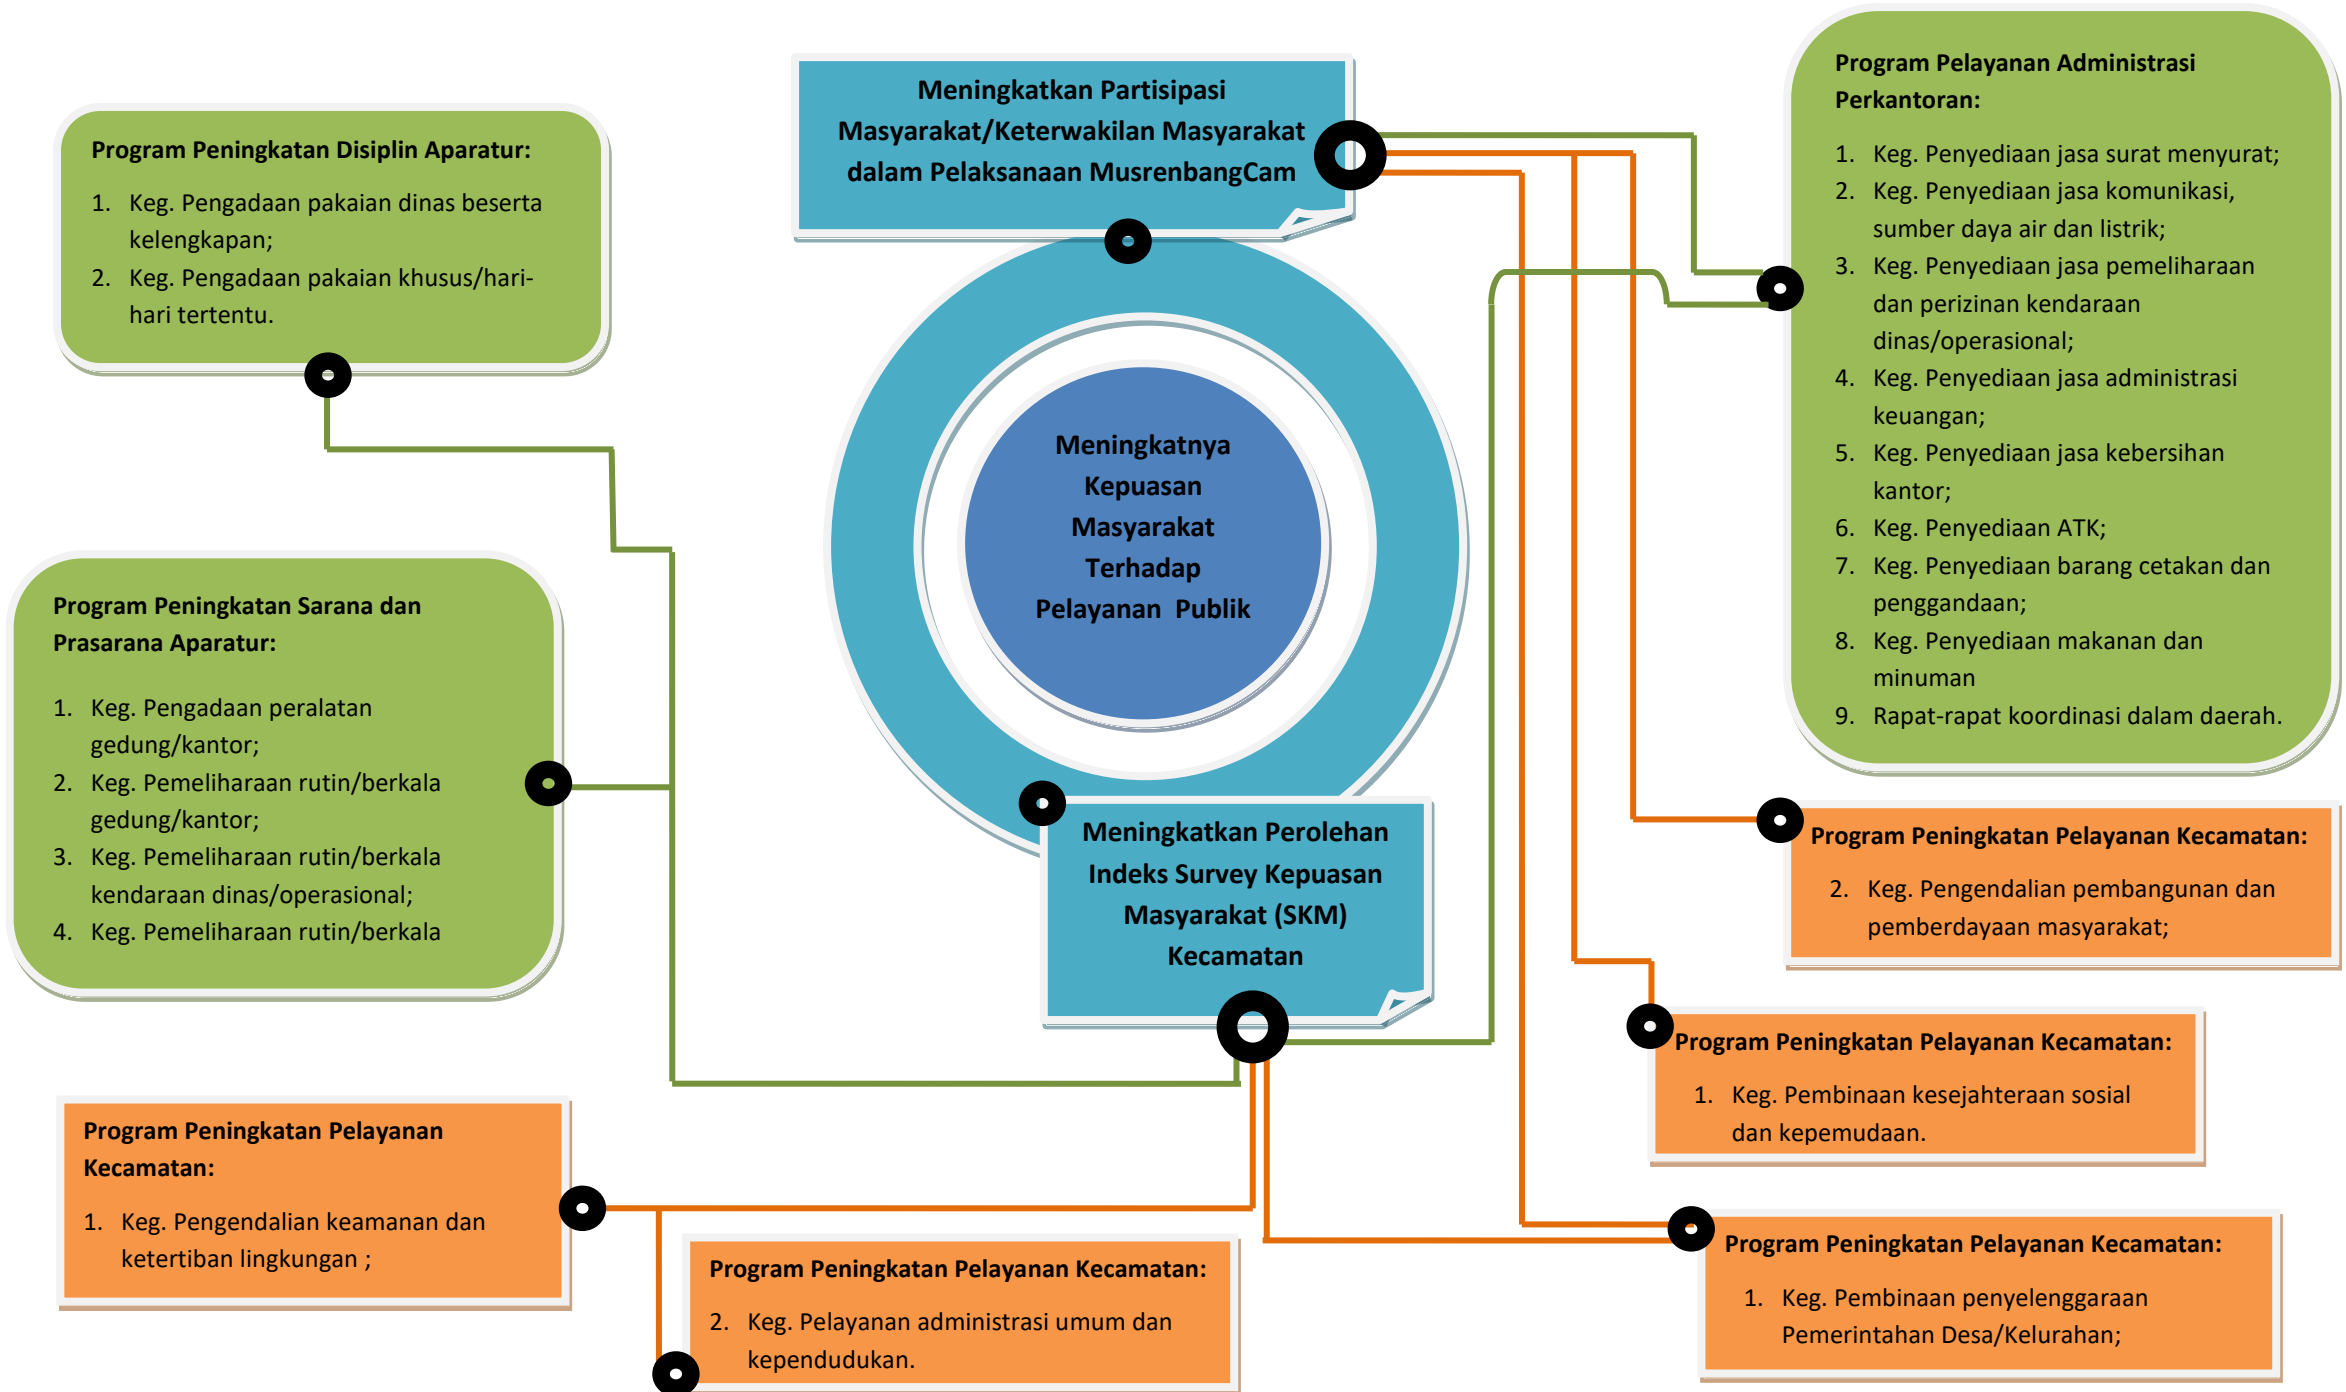 Meningkatkan Partisipasi
Masyarakat/Keterwakilan Masyarakat
dalam Pelaksanaan MusrenbangCam
Program Peningkatan Disiplin Aparatur:
1. Keg. Pengadaan pakaian dinas beserta
kelengkapan;
2. Keg. Pengadaan pakaian khusus/hari-
hari tertentu.
Program Pelayanan Administrasi
Perkantoran:
1. Keg. Penyediaan jasa surat menyurat;
2. Keg. Penyediaan jasa komunikasi,
sumber daya air dan listrik;
3. Keg. Penyediaan jasa pemeliharaan
dan perizinan kendaraan
dinas/operasional;
4. Keg. Penyediaan jasa administrasi
keuangan;
5. Keg. Penyediaan jasa kebersihan
kantor;
6. Keg. Penyediaan ATK;
7. Keg. Penyediaan barang cetakan dan
penggandaan;
8. Keg. Penyediaan makanan dan
minuman
9. Rapat-rapat koordinasi dalam daerah.
Meningkatnya
Kepuasan
Masyarakat
Terhadap
Pelayanan  Publik
Program Peningkatan Sarana dan
Prasarana Aparatur:
1. Keg. Pengadaan peralatan
gedung/kantor;
2. Keg. Pemeliharaan rutin/berkala
gedung/kantor;
3. Keg. Pemeliharaan rutin/berkala
kendaraan dinas/operasional;
4. Keg. Pemeliharaan rutin/berkala
Meningkatkan Perolehan
Indeks Survey Kepuasan
Masyarakat (SKM)
Kecamatan
Program Peningkatan Pelayanan Kecamatan:
2. Keg. Pengendalian pembangunan dan
pemberdayaan masyarakat;
Program Peningkatan Pelayanan Kecamatan:
1. Keg. Pembinaan kesejahteraan sosial
dan kepemudaan.
Program Peningkatan Pelayanan
Kecamatan:
1. Keg. Pengendalian keamanan dan
ketertiban lingkungan ;
Program Peningkatan Pelayanan Kecamatan:
2. Keg. Pelayanan administrasi umum dan
kependudukan.
Program Peningkatan Pelayanan Kecamatan:
1. Keg. Pembinaan penyelenggaraan
Pemerintahan Desa/Kelurahan;